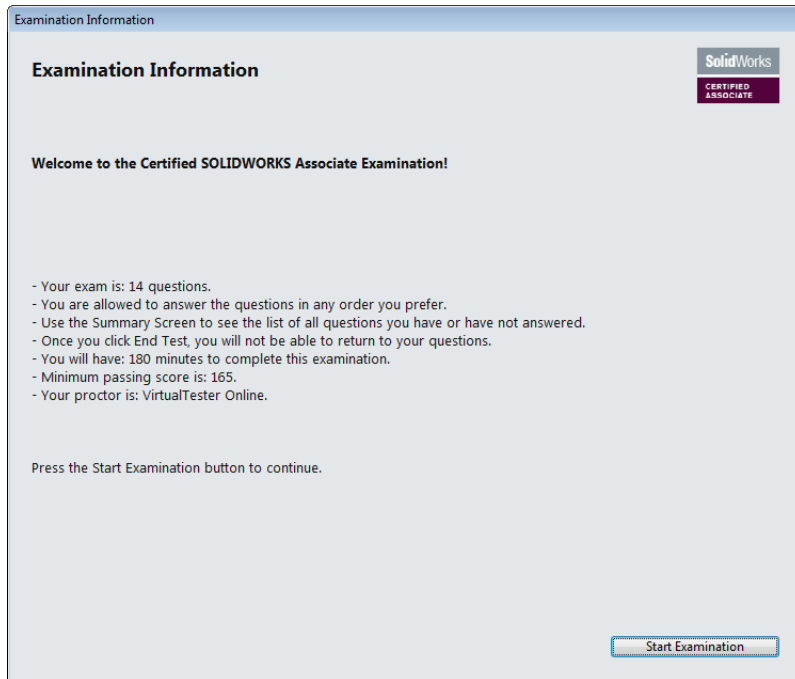 Examination Information
Examination Information
SolidWorks
CERTIFIED
ASSOCIATE
Welcome to the Certified SOLIDWORKS Associate Examination!
- Your exam is: 14 questions.
- You are allowed to answer the questions in any order you prefer.
- Use the Summary Screen to see the list of all questions you have or have not answered.
- Once you click End Test, you will not be able to return to your questions.
- You will have: 180 minutes to complete this examination.
- Minimum passing score is: 165.
- Your proctor is: VirtualTester Online.
Press the Start Examination button to continue.
Start Examination